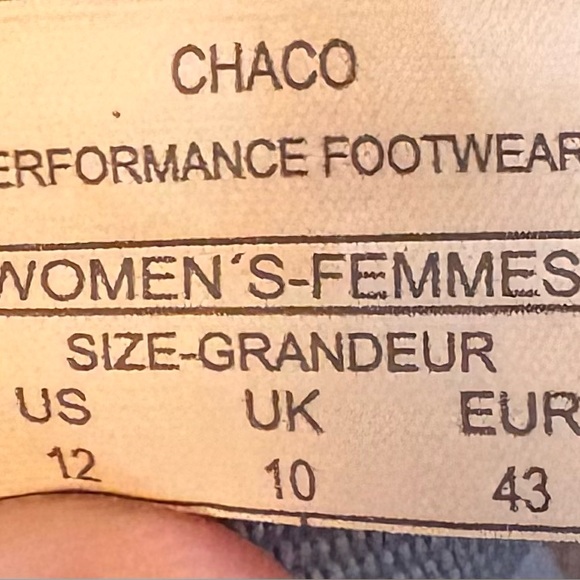 CHACO
ERFORMANCE FOOTWEAR
WOMEN´S-FEMMES
SIZE-GRANDEUR
US UK EUR
12 10 43